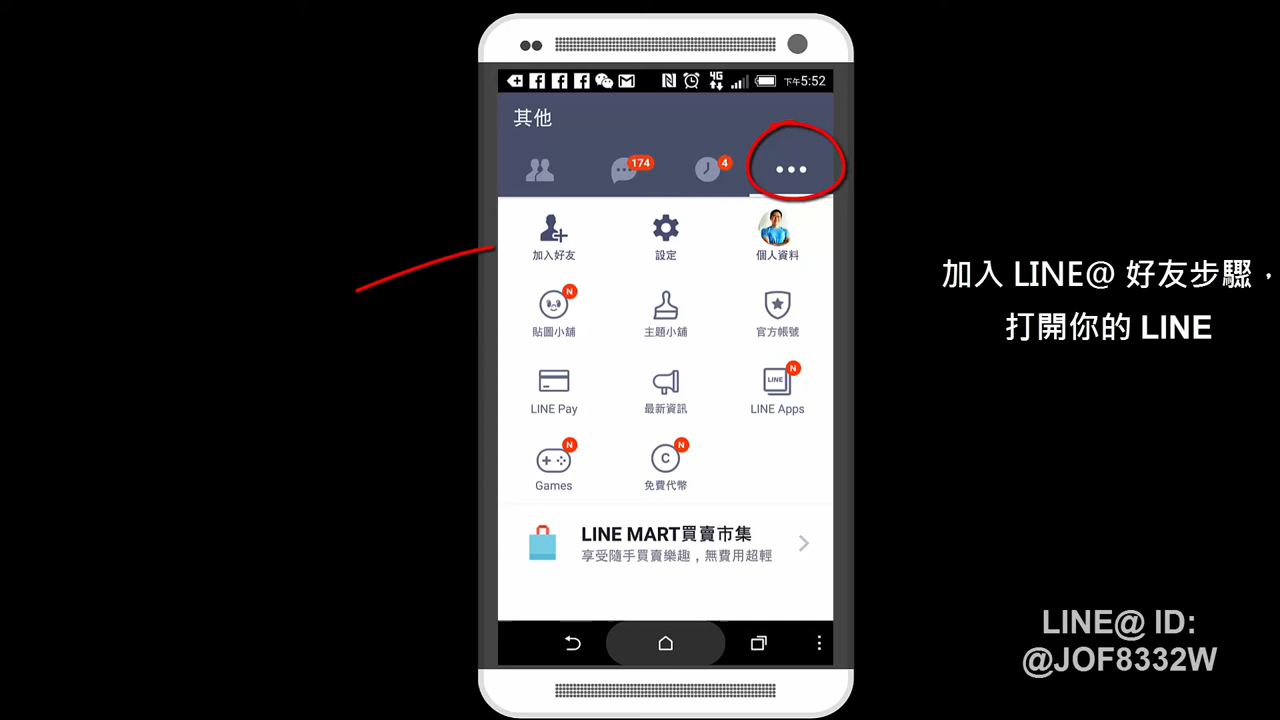 下午5:52
其他
174
4
加入好友
設定
個人資料
N
貼圖小舖
主題小舖
官方帳號
LINE
N
LINE Pay
最新資訊
LINE Apps
N
C
N
Games
免費代幣
LINE MART買賣市集
享受隨手買賣樂趣，無費用超輕
加入 LINE@ 好友步驟，
打開你的 LINE
LINE@ ID:
@JOF8332W